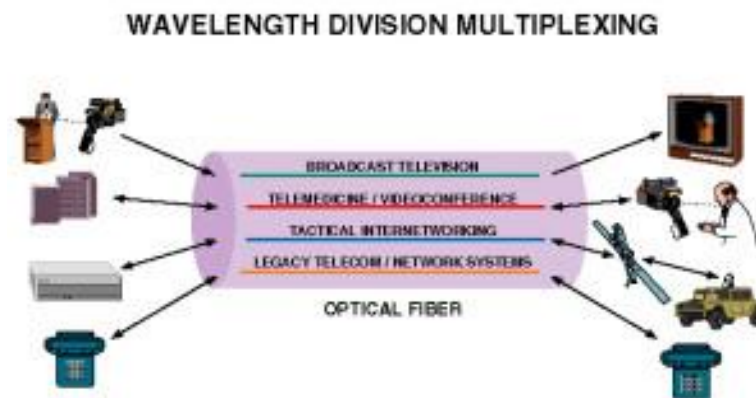 WAVELENGTH DIVISION MULTIPLEXING
BROADCAST TELEVISION
TELEMEDICINE / VIDEOCONFERENCE
TACTICAL INTERNETWORKING
LEGACY TELECOM / NETWORK SYSTEMS
OPTICAL FIBER